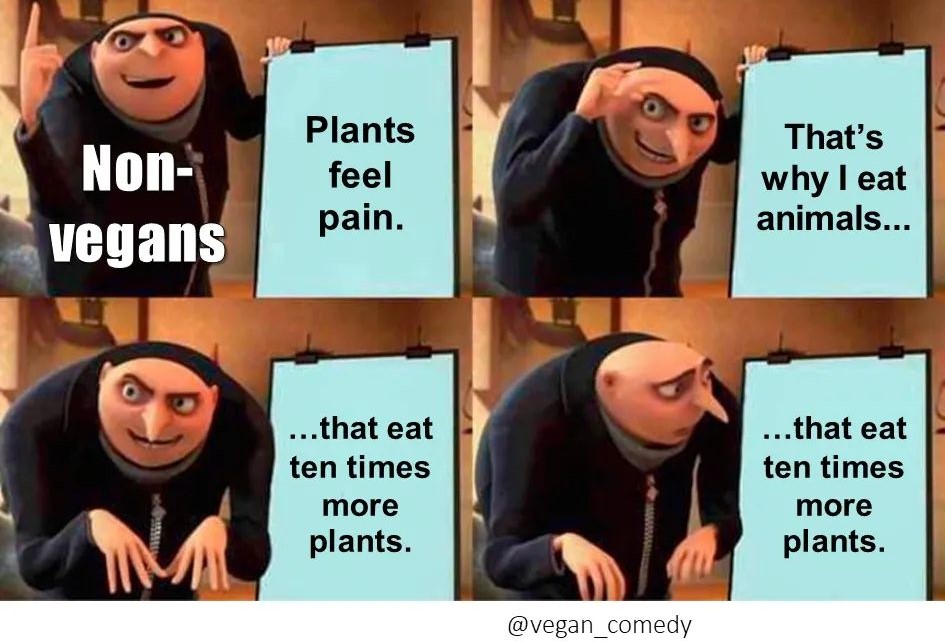 Non-
vegans
Plants
feel
pain.
That’s
why I eat
animals...
...that eat
ten times
more
plants.
...that eat
ten times
more
plants.
@vegan_comedy